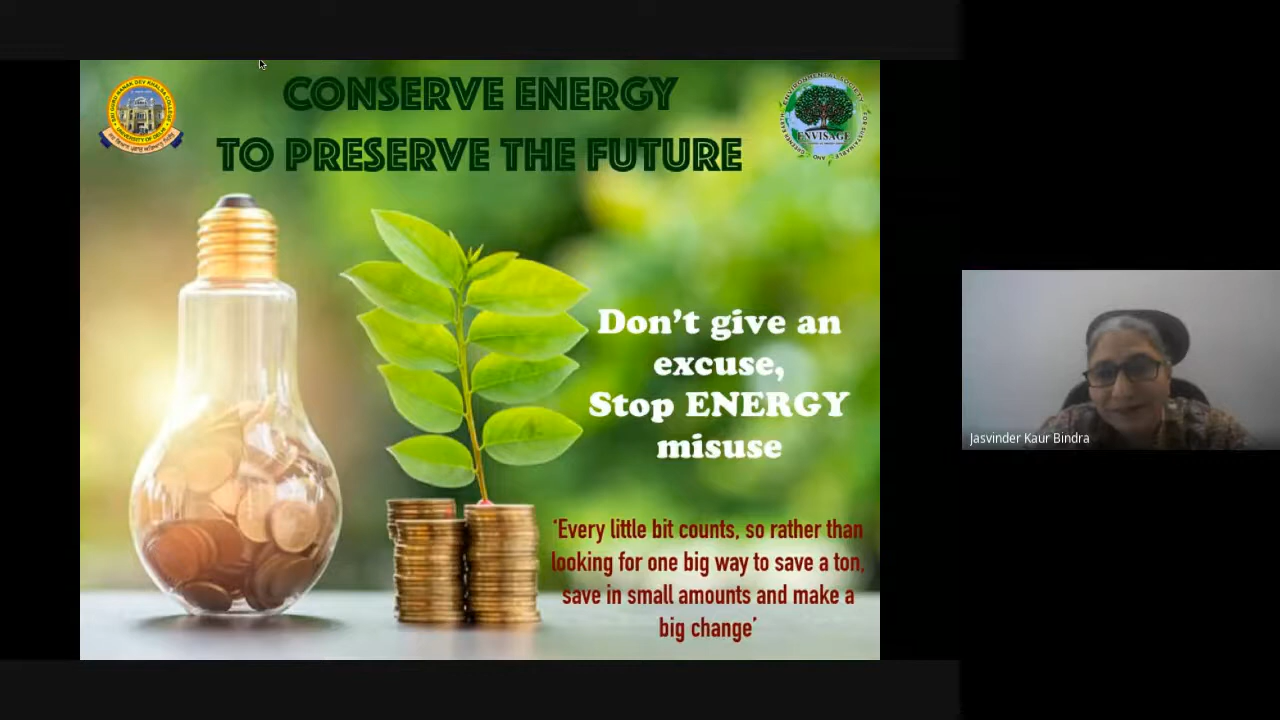 CONSERVE ENERGY
TO PRESERVE THE FUTURE
ENVISAGE
Don't give an
excuse,
Stop ENERGY
misuse
'Every little bit counts, so rather than
looking for one big way to save a ton,
save in small amounts and make a
big change'
Jasvinder Kaur Bindra